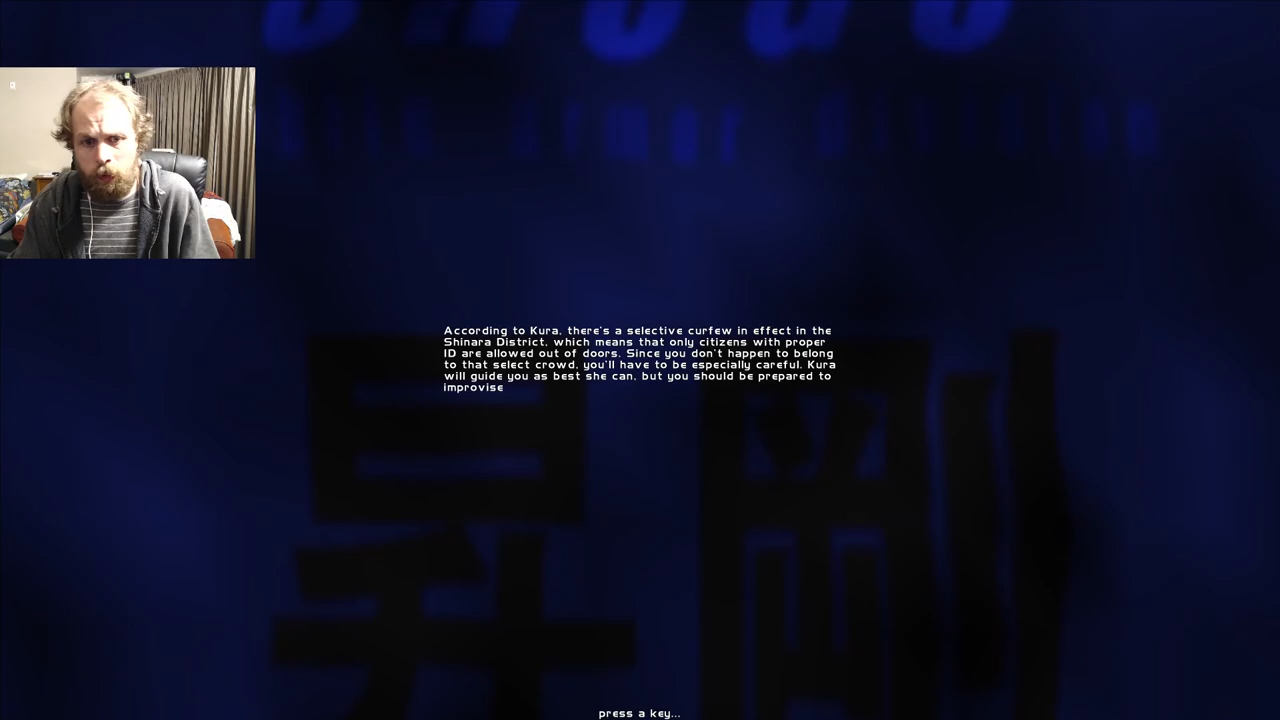 昇剛
According to Kura, there's a selective curfew in effect in the
Shinara District, which means that only citizens with proper
ID are allowed out of doors. Since you don't happen to belong
to that select crowd, you'll have to be especially careful. Kura
will guide you as best she can, but you should be prepared to
improvise
press a key...